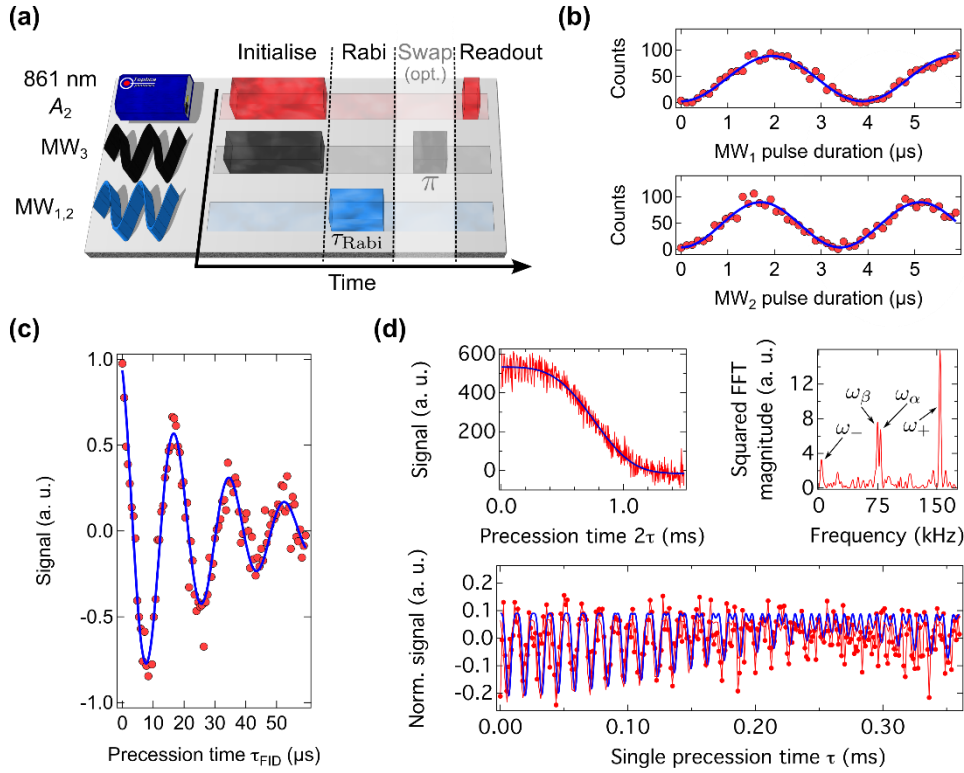 (a)
Initialise Rabi Swap Readout
(opt.)
861 nm
A₂
Toptica
MW₃
π
MW₁,₂
τRabi
Time
(b)
Counts
100
50
0
0 1 2 3 4 5
MW₁ pulse duration (µs)
Counts
100
50
0
0 1 2 3 4 5
MW₂ pulse duration (µs)
(c)
Signal (a. u.)
1.0
0.5
0.0
-0.5
-1.0
0 10 20 30 40 50
Precession time τFID (µs)
(d)
Signal (a. u.)
600
400
200
0
0.0 1.0
Precession time 2τ (ms)
Squared FFT
magnitude (a. u.)
12
8
4
0
ω₋ ωβ ωα ω₊
0 75 150
Frequency (kHz)
Norm. signal (a. u.)
0.2
0.1
0.0
-0.1
-0.2
0.00 0.10 0.20 0.30
Single precession time τ (ms)